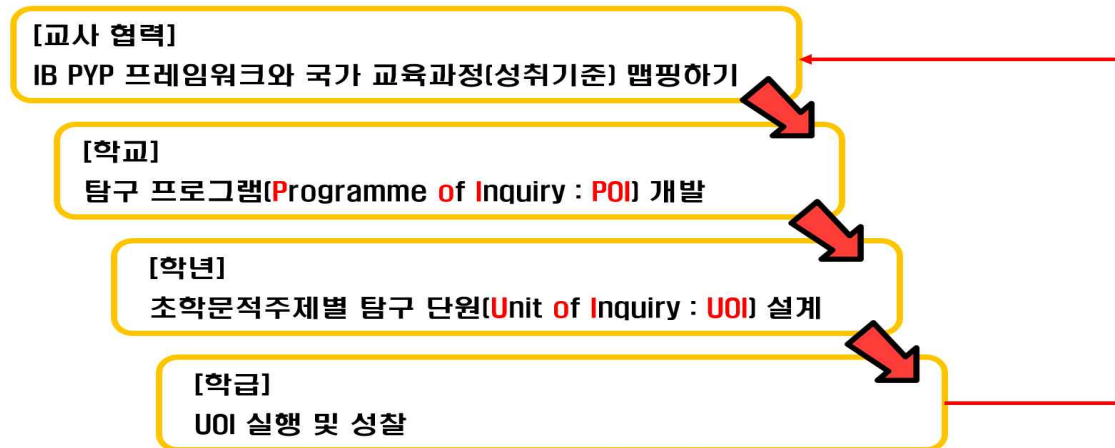 [교사 협력]
IB PYP 프레임워크와 국가 교육과정(성취기준) 맵핑하기
[학교]
탐구 프로그램(Programme of Inquiry : POI) 개발
[학년]
초학문적주제별 탐구 단원(Unit of Inquiry : UOI) 설계
[학급]
UOI 실행 및 성찰